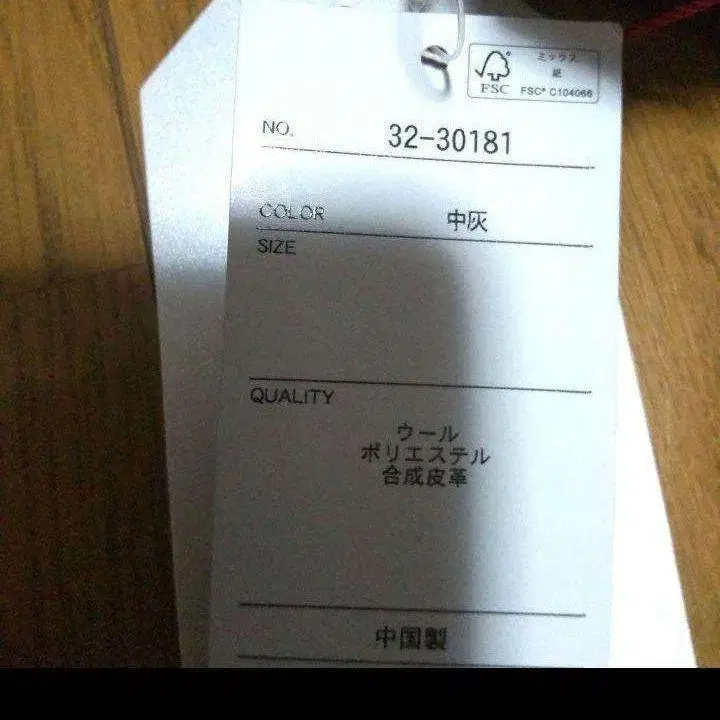 ミックス
紙
FSC
FSC® C104066
NO. 32-30181
COLOR 中灰
SIZE
QUALITY
ウール
ポリエステル
合成皮革
中国製